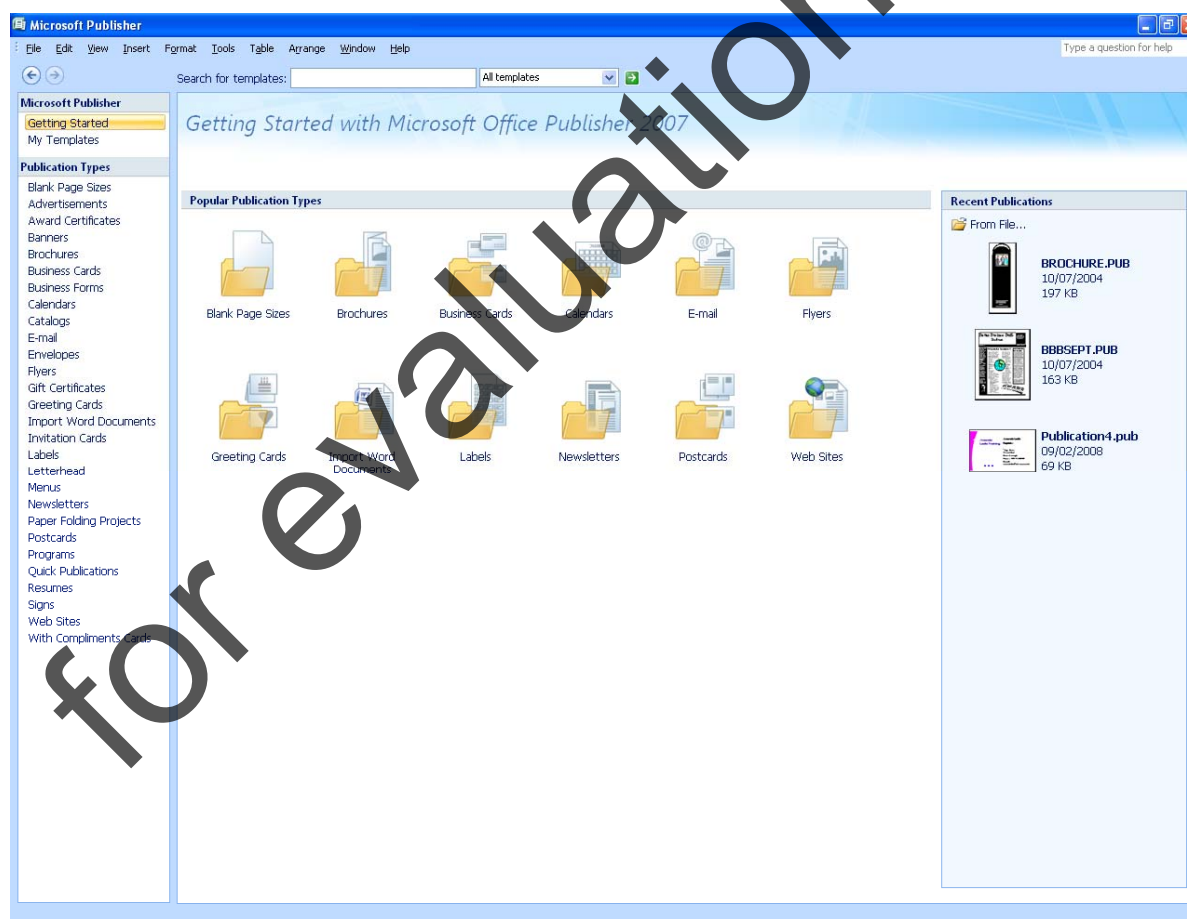 Microsoft Publisher
File Edit View Insert Format Tools Table Arrange Window Help
Type a question for help
Search for templates: All templates
Microsoft Publisher
Getting Started
My Templates
Publication Types
Blank Page Sizes
Advertisements
Award Certificates
Banners
Brochures
Business Cards
Business Forms
Calendars
Catalogs
E-mail
Envelopes
Flyers
Gift Certificates
Greeting Cards
Import Word Documents
Invitation Cards
Labels
Letterhead
Menus
Newsletters
Paper Folding Projects
Postcards
Programs
Quick Publications
Resumes
Signs
Web Sites
With Compliments Cards
Getting Started with Microsoft Office Publisher 2007
Popular Publication Types
Blank Page Sizes
Brochures
Business Cards
Calendars
E-mail
Flyers
Greeting Cards
Import Word
Documents
Labels
Newsletters
Postcards
Web Sites
Recent Publications
From File...
BROCHURE.PUB
10/07/2004
197 KB
BBBSEPT.PUB
10/07/2004
163 KB
Publication4.pub
09/02/2008
69 KB
for evaluation